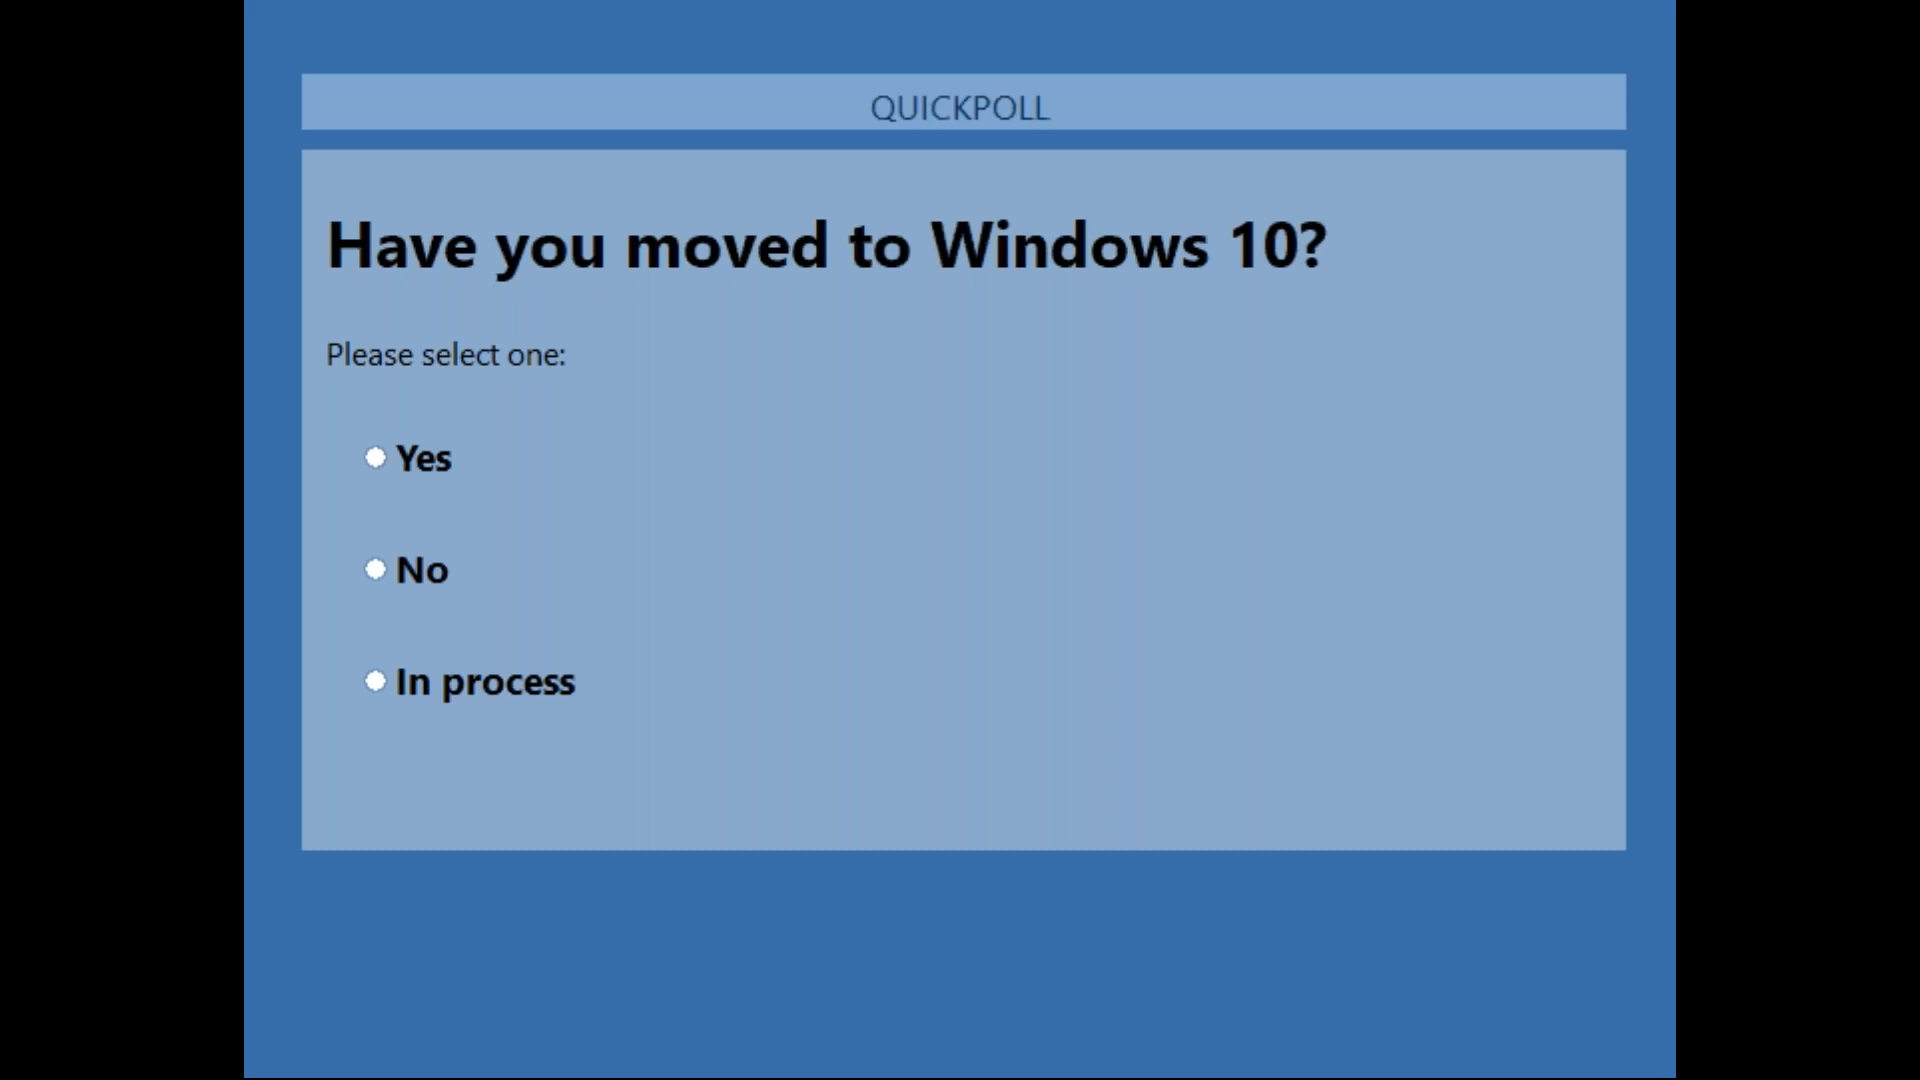 QUICKPOLL
Have you moved to Windows 10?
Please select one:
Yes
No
In process